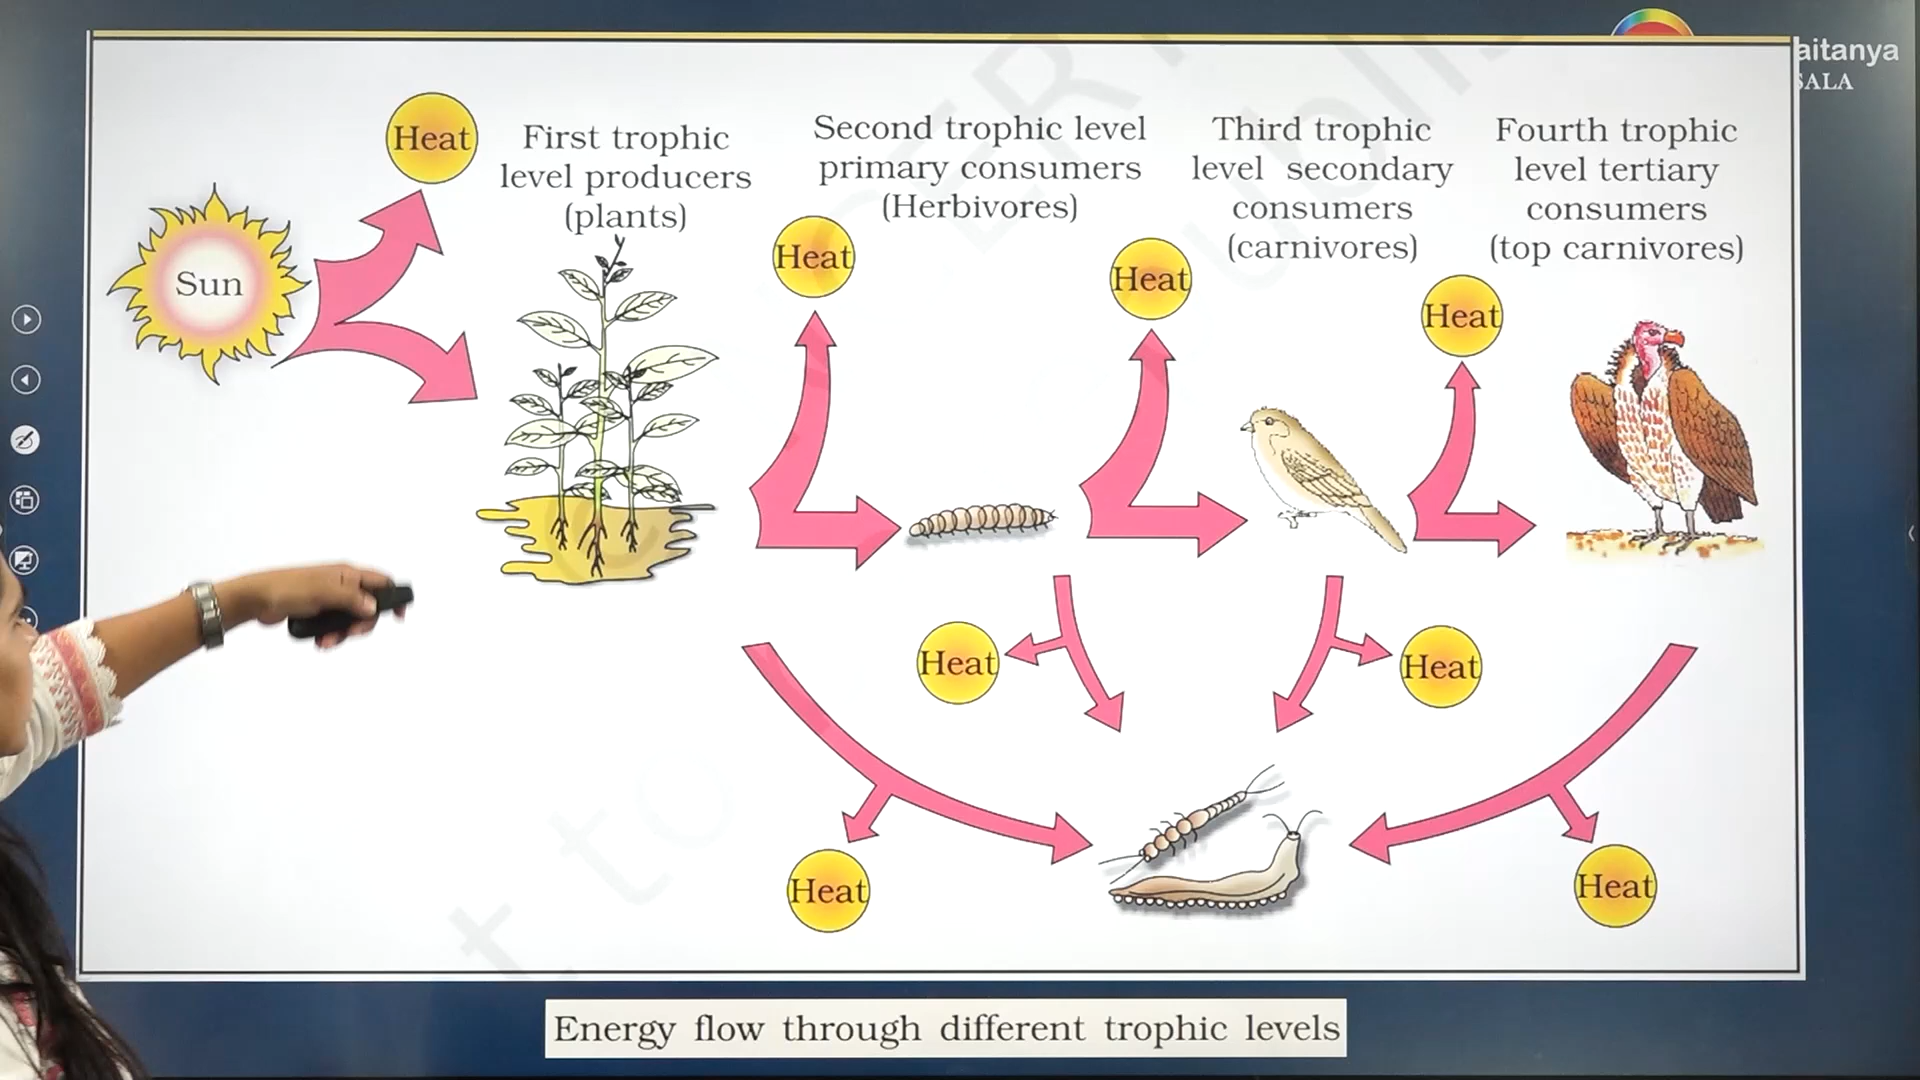 aitanya
SALA
Heat
First trophic
level producers
(plants)
Second trophic level
primary consumers
(Herbivores)
Third trophic
level secondary
consumers
(carnivores)
Fourth trophic
level tertiary
consumers
(top carnivores)
Sun
Heat
Heat
Heat
Heat
Heat
Heat
Heat
Energy flow through different trophic levels